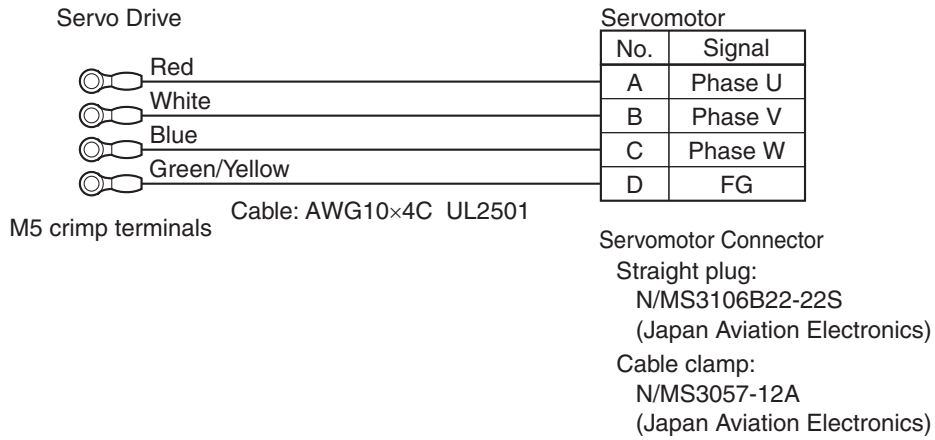 Servo Drive
Servomotor
No. Signal
Red
A Phase U
White
B Phase V
Blue
C Phase W
Green/Yellow
D FG
Cable: AWG10×4C UL2501
M5 crimp terminals
Servomotor Connector
Straight plug:
N/MS3106B22-22S
(Japan Aviation Electronics)
Cable clamp:
N/MS3057-12A
(Japan Aviation Electronics)